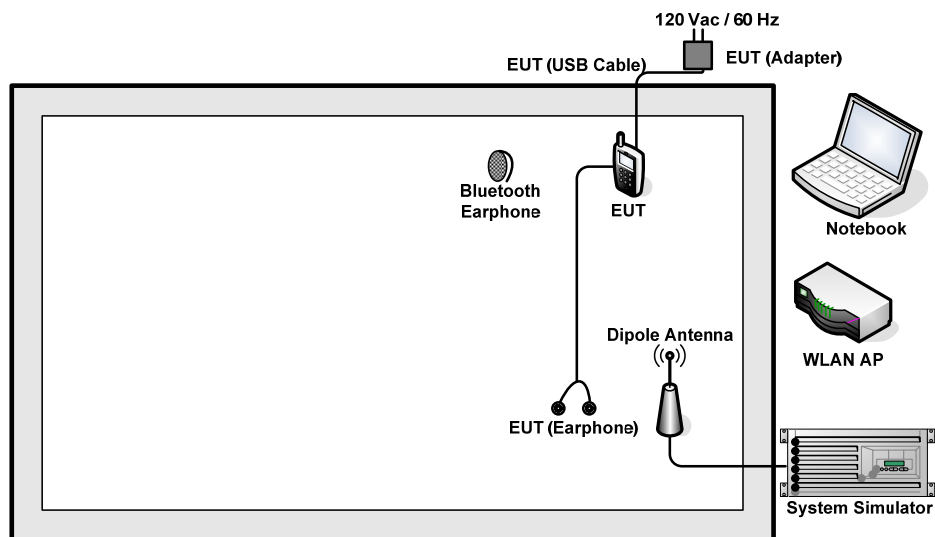 120 Vac / 60 Hz
EUT (USB Cable)
EUT (Adapter)
Bluetooth
Earphone
EUT
Notebook
Dipole Antenna
WLAN AP
EUT (Earphone)
System Simulator